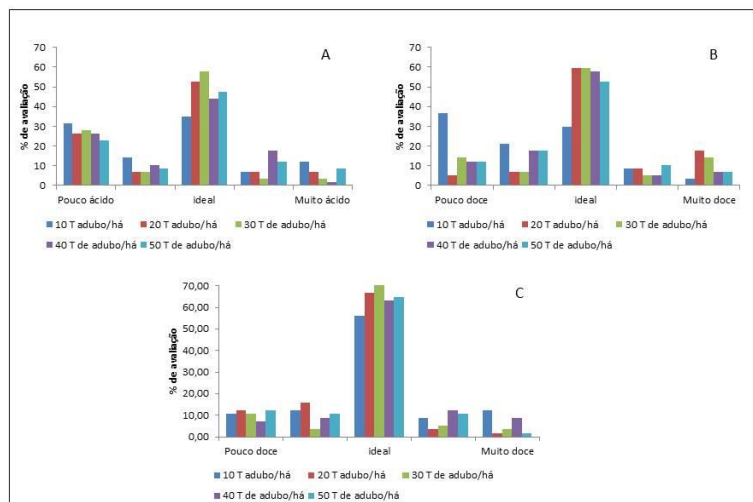 A
% de avaliação
70
60
50
40
30
20
10
0
Pouco ácido ideal Muito ácido
10 T adubo/há 20 T adubo/há 30 T de adubo/há
40 T de adubo/há 50 T de adubo/há
B
% de avaliação
70
60
50
40
30
20
10
0
Pouco doce ideal Muito doce
10 T adubo/há 20 T adubo/há 30 T de adubo/há
40 T de adubo/há 50 T de adubo/há
C
% de avaliação
70,00
60,00
50,00
40,00
30,00
20,00
10,00
0,00
Pouco doce ideal Muito doce
10 T adubo/há 20 T adubo/há 30 T de adubo/há
40 T de adubo/há 50 T de adubo/há